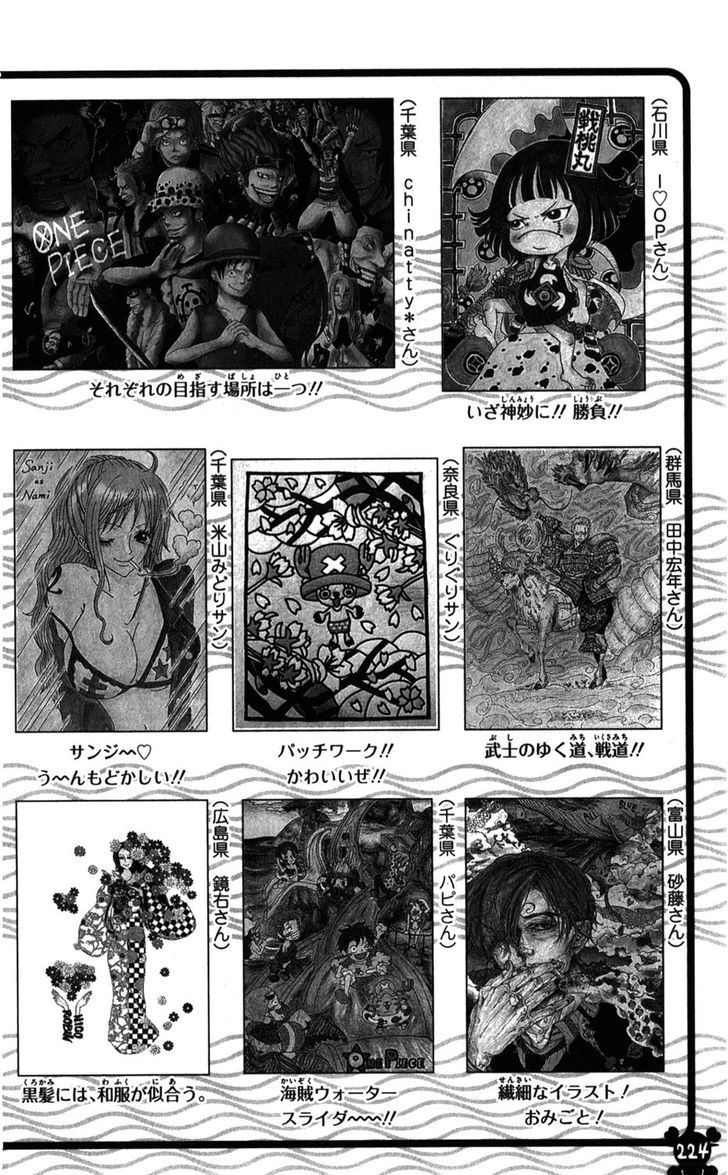 (石川県 I♡OPさん)
戦桃丸
いざ神妙に!! 勝負!!
(千葉県 chinatty*さん)
ONE
PIECE
それぞれの目指す場所は一つ!!
(群馬県 田中宏年さん)
武士のゆく道、戦道!!
(奈良県 くりぐりサン)
パッチワーク!!
かわいいぜ!!
(千葉県 米山みどりサン)
Sanji
as
Nami
サンジ〜♡
う〜んもどかしい!!
(富山県 砂藤さん)
ALL BLUE
繊細なイラスト!
おみごと!
(千葉県 パピさん)
ONE PIECE
海賊ウォーター
スライダ〜〜!!
(広島県 鏡右さん)
NICO
ROBIN
黒髪には、和服が似合う。
224